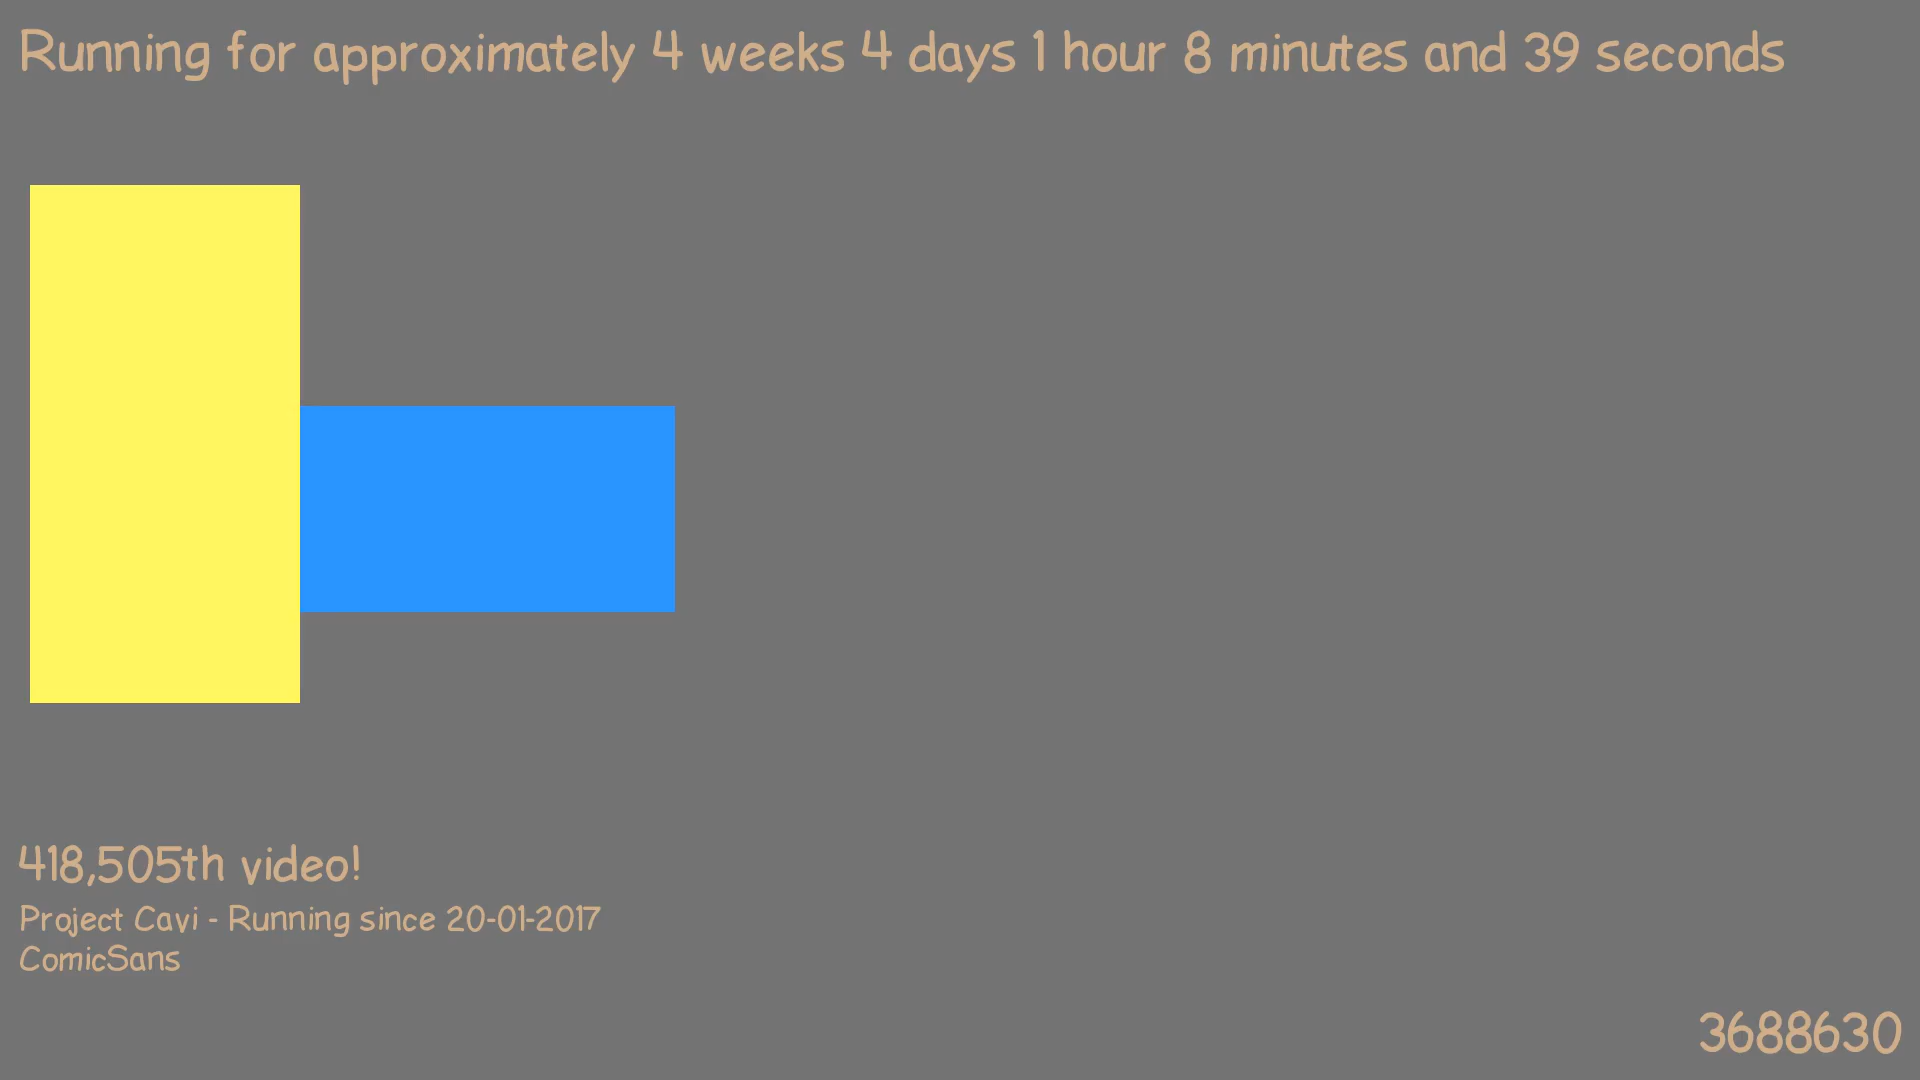 Running for approximately 4 weeks 4 days 1 hour 8 minutes and 39 seconds
418,505th video!
Project Cavi - Running since 20-01-2017
ComicSans
3688630